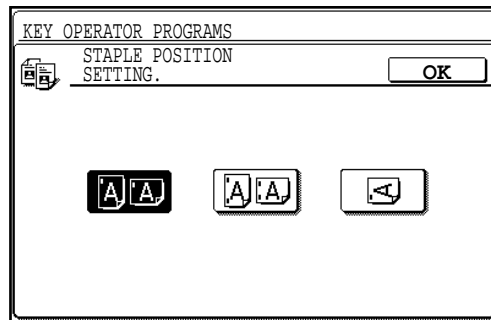 KEY OPERATOR PROGRAMS
STAPLE POSITION
SETTING.
OK
A A A A A